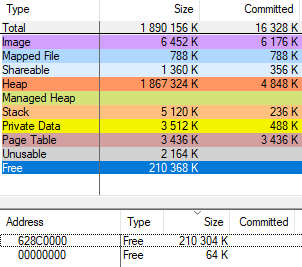 Type Size Committed
Total 1 890 156 K 16 328 K
Image 6 452 K 6 176 K
Mapped File 788 K 788 K
Shareable 1 360 K 356 K
Heap 1 867 324 K 4 848 K
Managed Heap
Stack 5 120 K 236 K
Private Data 3 512 K 488 K
Page Table 3 436 K 3 436 K
Unusable 2 164 K
Free 210 368 K
Address Type Size Committed
628C0000 Free 210 304 K
00000000 Free 64 K